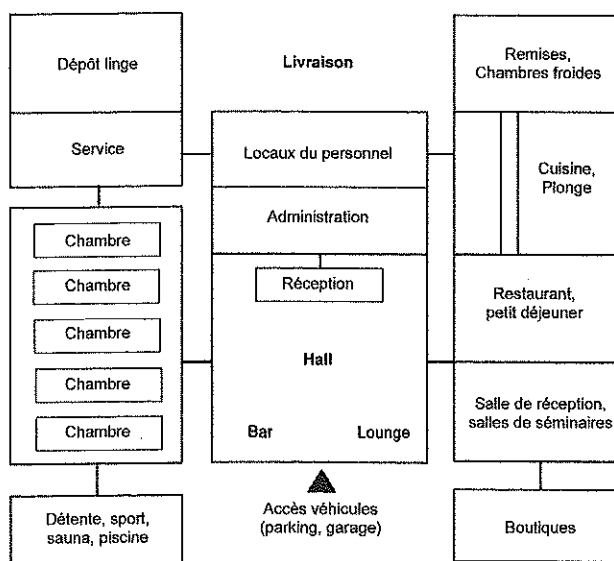 Dépôt linge
Service
Chambre
Chambre
Chambre
Chambre
Chambre
Détente, sport,
sauna, piscine
Livraison
Locaux du personnel
Administration
Réception
Hall
Bar
Lounge
Accès véhicules
(parking, garage)
Remises,
Chambres froides
Cuisine,
Plonge
Restaurant,
petit déjeuner
Salle de réception,
salles de séminaires
Boutiques